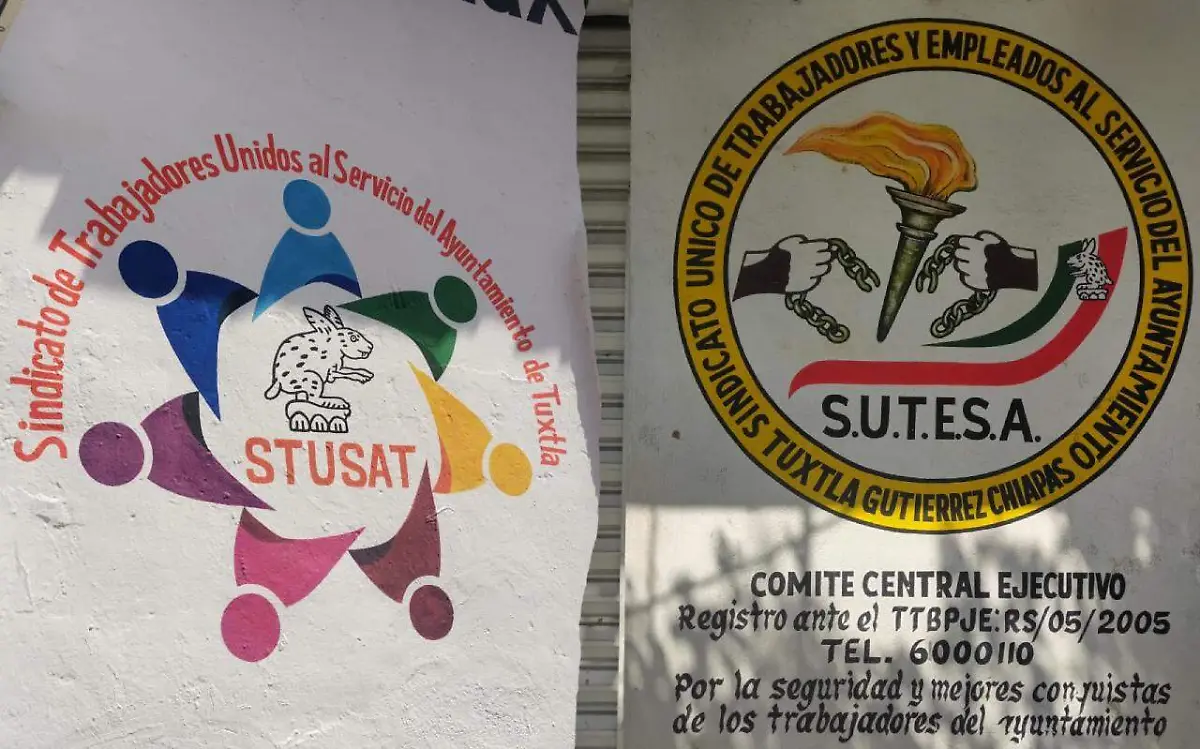 Sindicato de Trabajadores Unidos al Servicio del Ayuntamiento de Tuxtla
STUSAT
SINDICATO UNICO DE TRABAJADORES Y EMPLEADOS AL SERVICIO DEL AYUNTAMIENTO
TUXTLA GUTIERREZ CHIAPAS
S.U.T.E.S.A.
COMITE CENTRAL EJECUTIVO
Registro ante el TTBPJE:RS/05/2005
TEL. 6000110
Por la seguridad y mejores conquistas
de los trabajadores del ayuntamiento